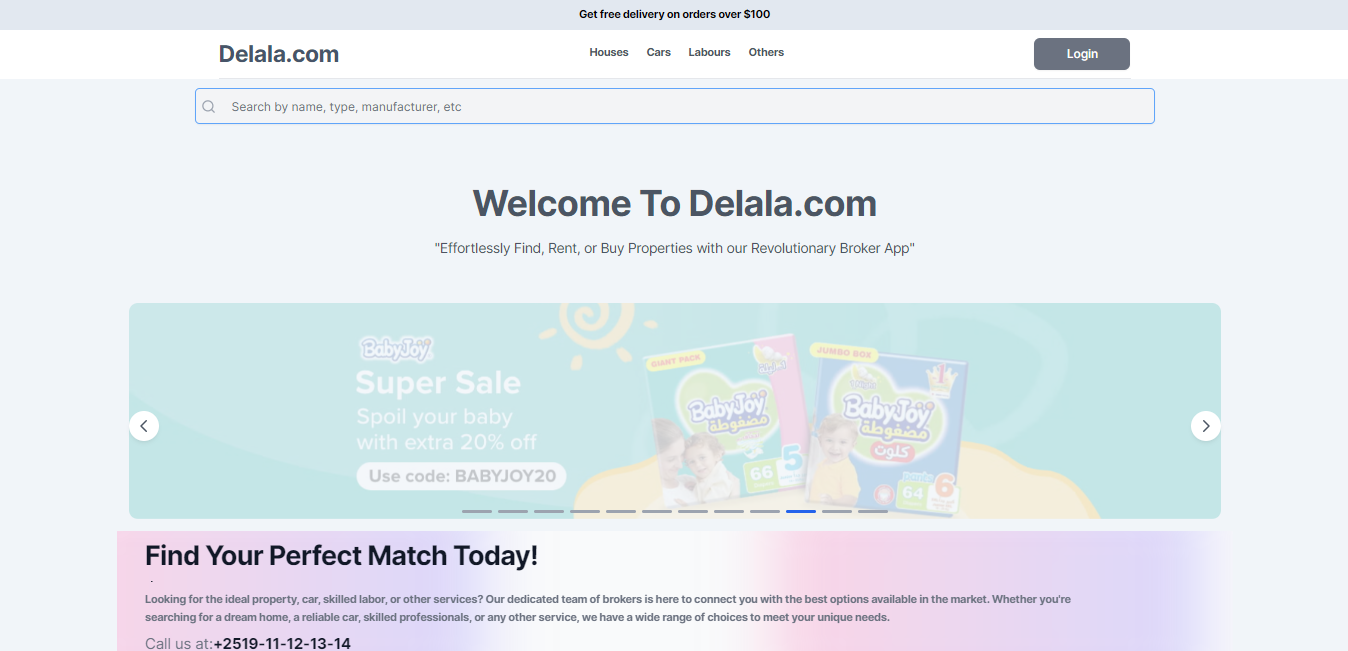 Get free delivery on orders over $100
Delala.com
Houses Cars Labours Others
Login
Search by name, type, manufacturer, etc
Welcome To Delala.com
"Effortlessly Find, Rent, or Buy Properties with our Revolutionary Broker App"
BabyJoy
Super Sale
Spoil your baby
with extra 20% off
Use code: BABYJOY20
GIANT PACK
BabyJoy
مضغوطة
66
5
JUMBO BOX
1
BabyJoy
مضغوطة
كلوت
pants
64
6
Find Your Perfect Match Today!
.
Looking for the ideal property, car, skilled labor, or other services? Our dedicated team of brokers is here to connect you with the best options available in the market. Whether you're
searching for a dream home, a reliable car, skilled professionals, or any other service, we have a wide range of choices to meet your unique needs.
Call us at:+2519-11-12-13-14